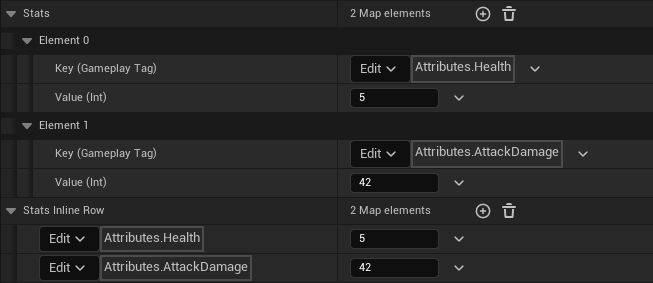 Stats 2 Map elements
Element 0
Key (Gameplay Tag) Edit Attributes.Health
Value (Int) 5
Element 1
Key (Gameplay Tag) Edit Attributes.AttackDamage
Value (Int) 42
Stats Inline Row 2 Map elements
Edit Attributes.Health 5
Edit Attributes.AttackDamage 42